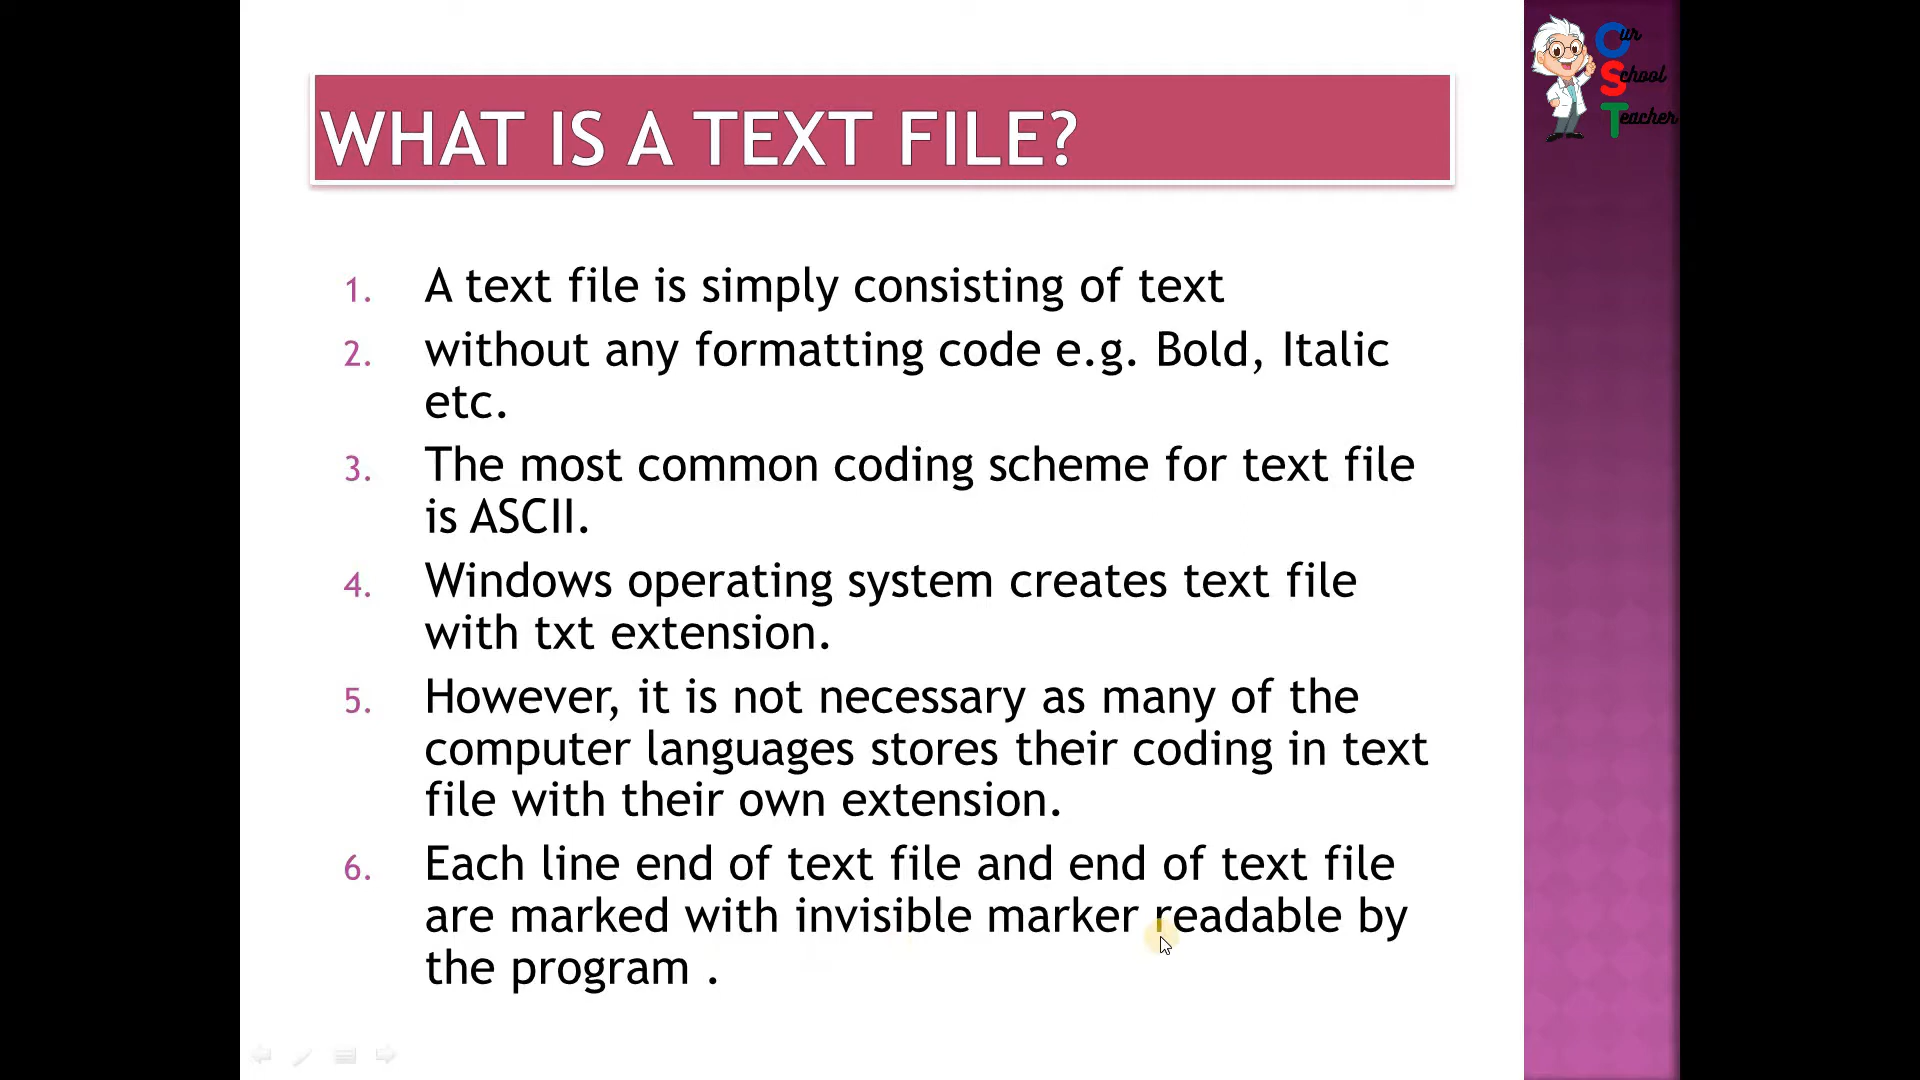 Our
School
Teacher
WHAT IS A TEXT FILE?
1. A text file is simply consisting of text
2. without any formatting code e.g. Bold, Italic
etc.
3. The most common coding scheme for text file
is ASCII.
4. Windows operating system creates text file
with txt extension.
5. However, it is not necessary as many of the
computer languages stores their coding in text
file with their own extension.
6. Each line end of text file and end of text file
are marked with invisible marker readable by
the program .